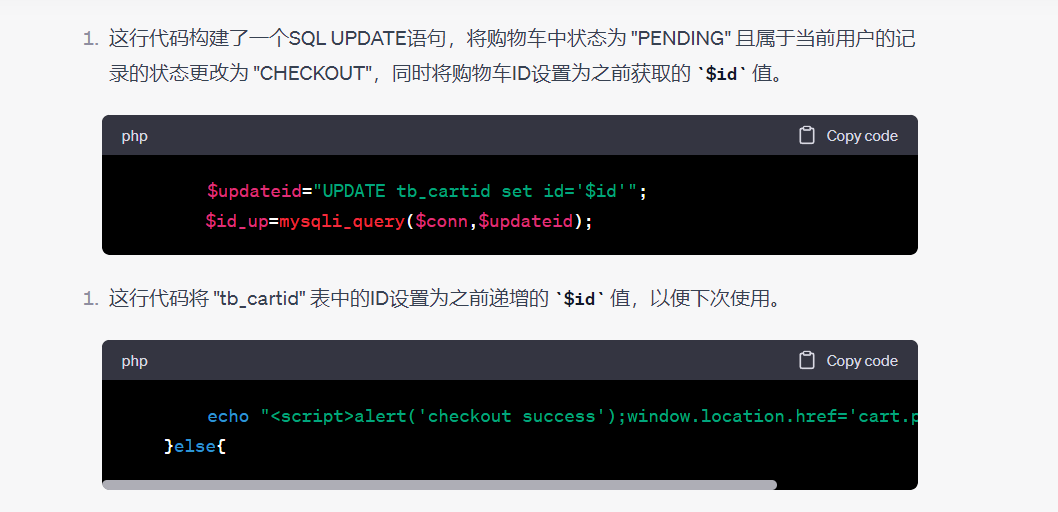 1. 这行代码构建了一个SQL UPDATE语句，将购物车中状态为 "PENDING" 且属于当前用户的记
录的状态更改为 "CHECKOUT"，同时将购物车ID设置为之前获取的 `$id` 值。
php Copy code
$updateid="UPDATE tb_cartid set id='$id'";
$id_up=mysqli_query($conn,$updateid);
1. 这行代码将 "tb_cartid" 表中的ID设置为之前递增的 `$id` 值，以便下次使用。
php Copy code
echo "<script>alert('checkout success');window.location.href='cart.p
}else{